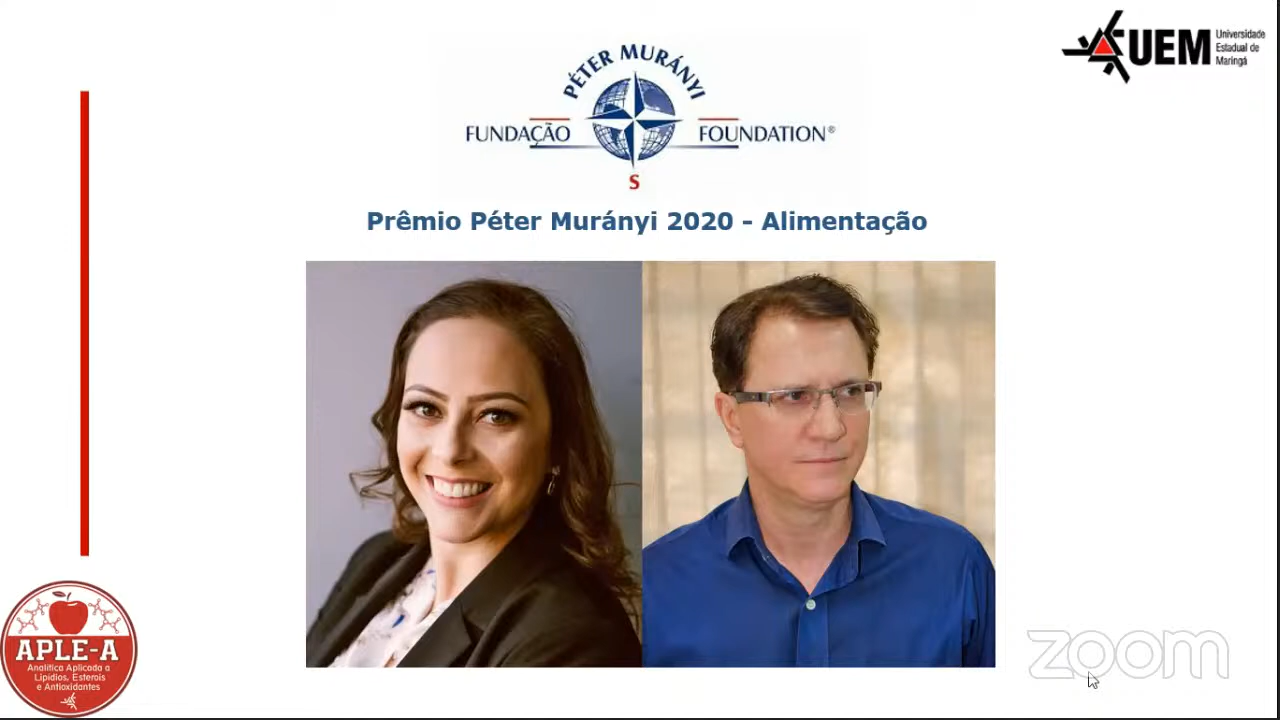 PÉTER MURÁNYI
FUNDAÇÃO FOUNDATION®
S
UEM
Universidade
Estadual de
Maringá
Prêmio Péter Murányi 2020 - Alimentação
APLE-A
Analítica Aplicada a
Lipídios, Esterois
e Antioxidantes
zoom